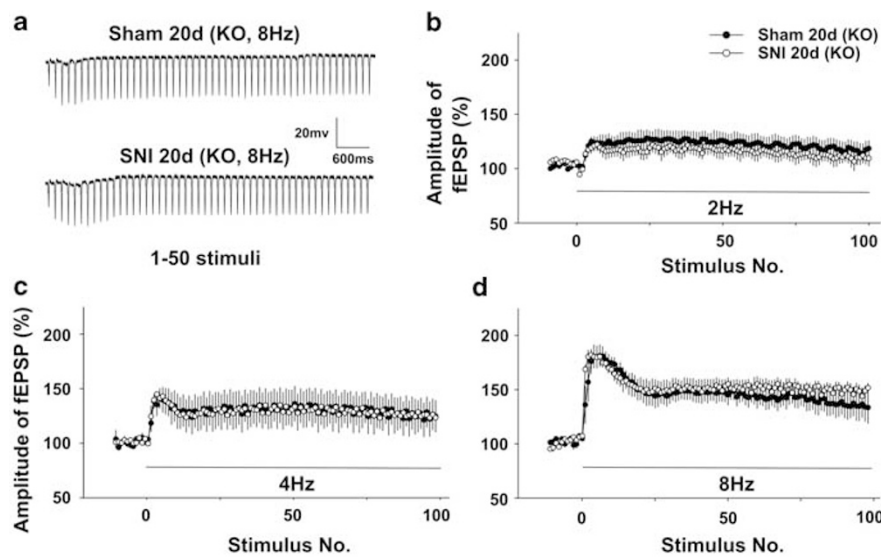 a
Sham 20d (KO, 8Hz)
20mv
600ms
SNI 20d (KO, 8Hz)
1-50 stimuli
b
Sham 20d (KO)
SNI 20d (KO)
Amplitude of
fEPSP (%)
200
150
100
50
2Hz
0
50
100
Stimulus No.
c
Amplitude of fEPSP (%)
200
150
100
50
4Hz
0
50
100
Stimulus No.
d
200
150
100
50
8Hz
0
50
100
Stimulus No.